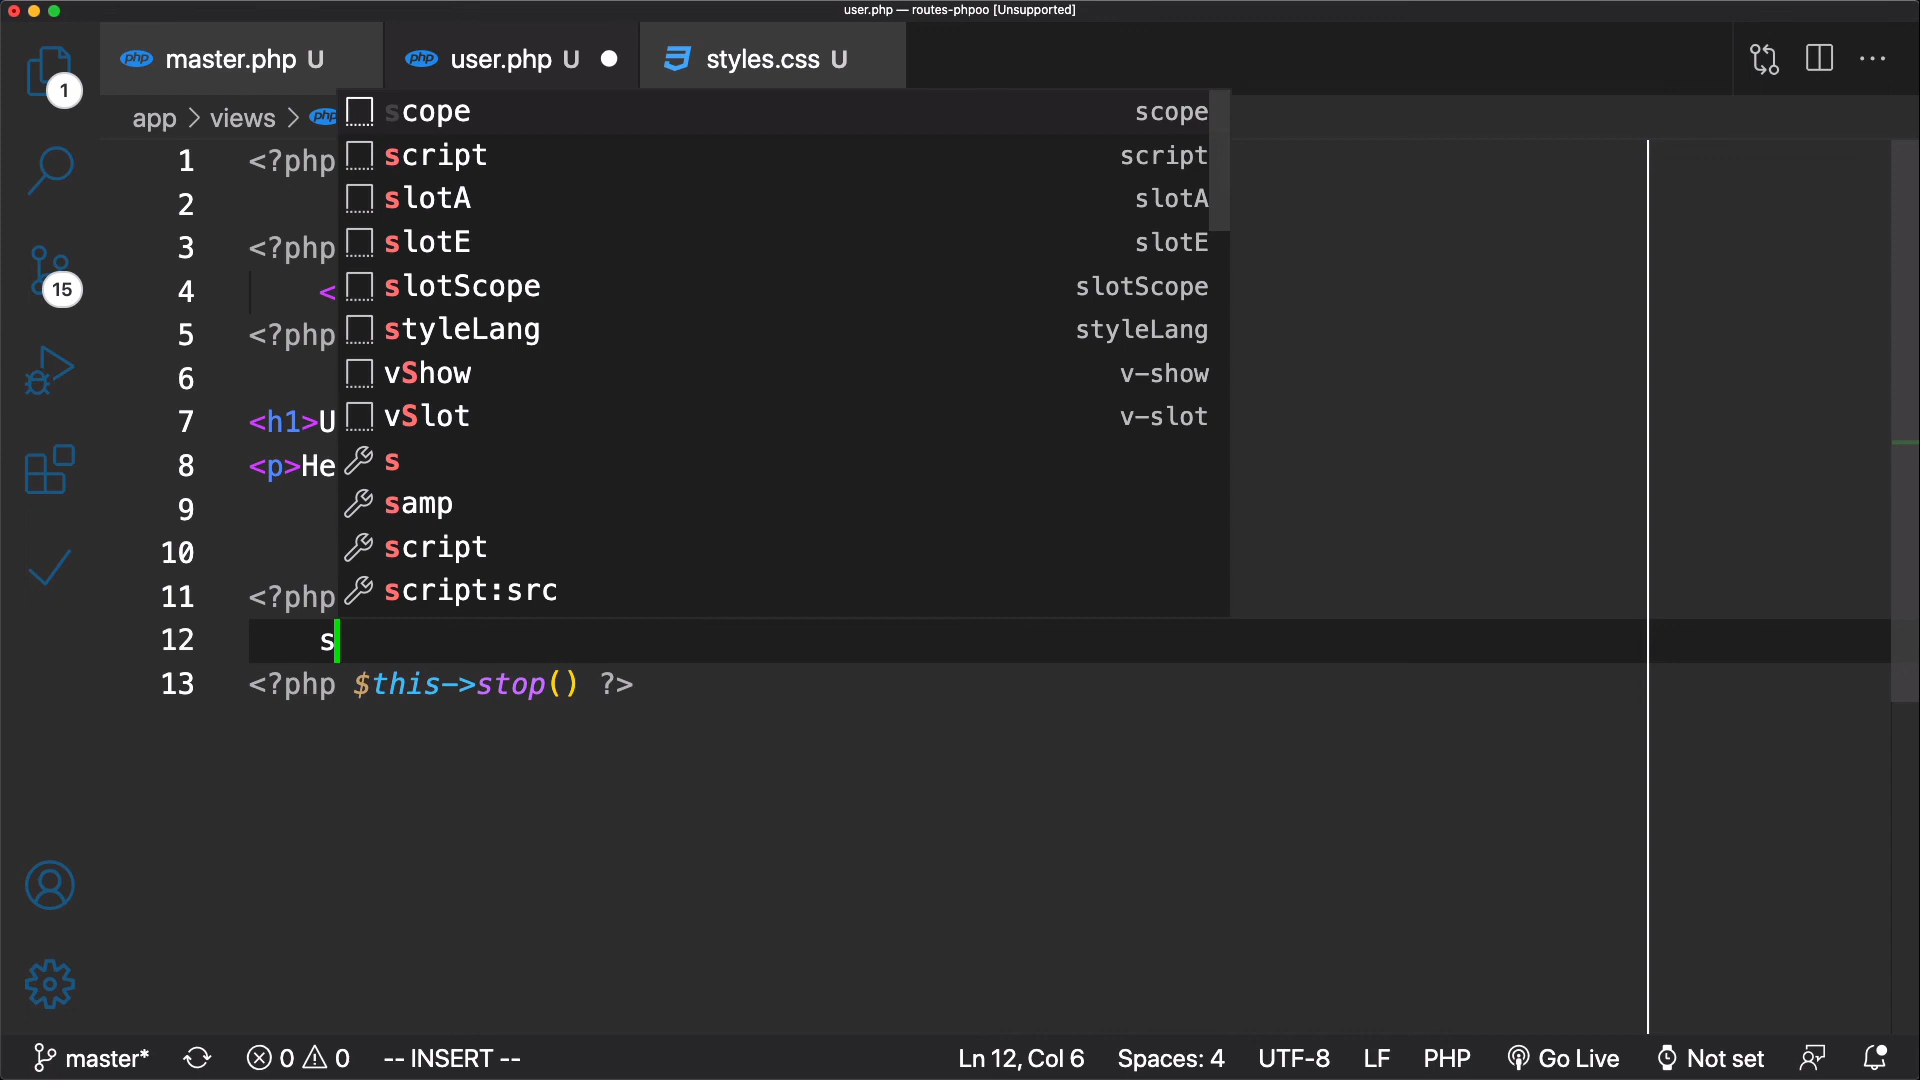 user.php — routes-phpoo [Unsupported]
php master.php U
php user.php U
styles.css U
app > views > php
1
15
1 <?php
2
3 <?php
4 <
5 <?php
6
7 <h1>U
8 <p>He
9
10
11 <?php
12 s
13 <?php $this->stop() ?>
scope scope
script script
slotA slotA
slotE slotE
slotScope slotScope
styleLang styleLang
vShow v-show
vSlot v-slot
s
samp
script
script:src
master* 0 0 -- INSERT -- Ln 12, Col 6 Spaces: 4 UTF-8 LF PHP Go Live Not set